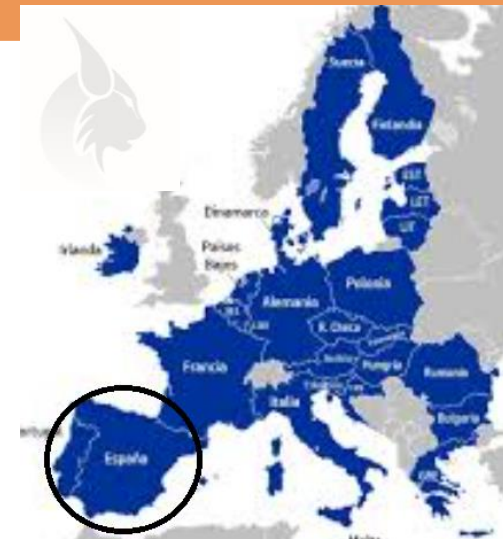 Suecia
Finlandia
EST
LET
LIT
Dinamarca
Irlanda
Países
Bajos
Polonia
Alemania
R. Checa
Francia
Hungría
Rumanía
Italia
Bulgaria
España